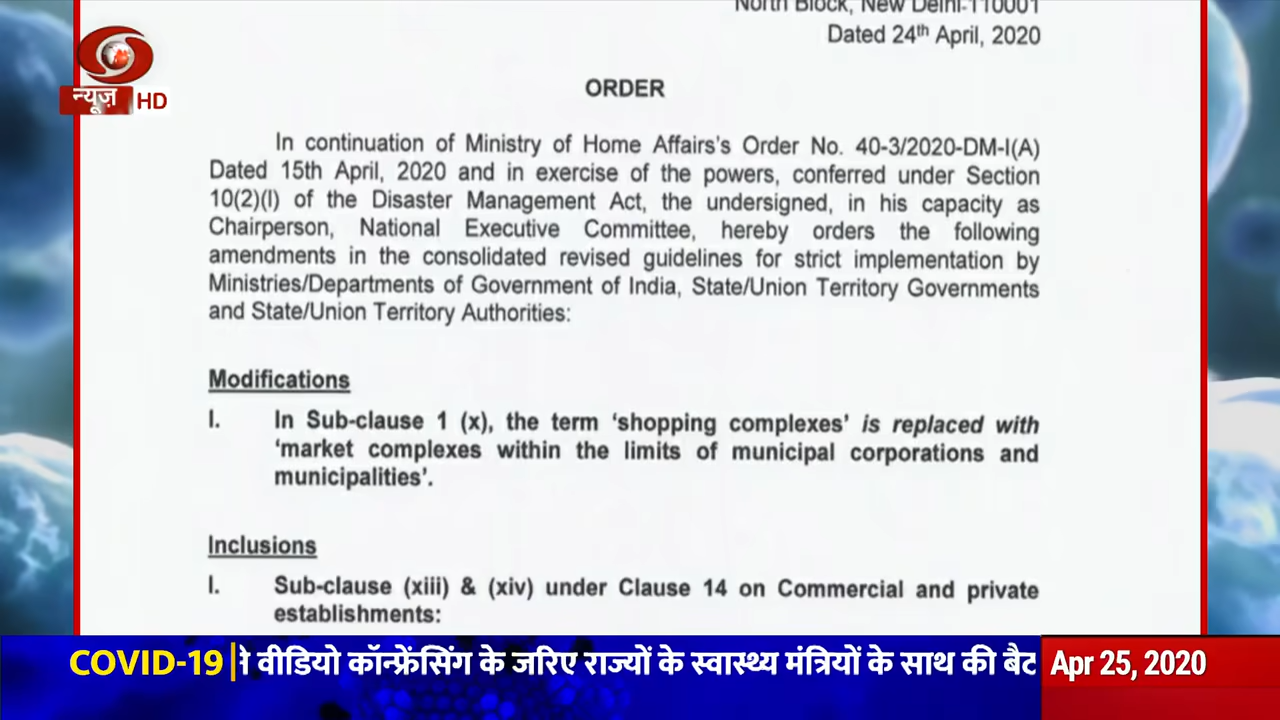 North Block, New Delhi-110001
Dated 24th April, 2020
न्यूज़ HD
ORDER
In continuation of Ministry of Home Affairs's Order No. 40-3/2020-DM-I(A)
Dated 15th April, 2020 and in exercise of the powers, conferred under Section
10(2)(I) of the Disaster Management Act, the undersigned, in his capacity as
Chairperson, National Executive Committee, hereby orders the following
amendments in the consolidated revised guidelines for strict implementation by
Ministries/Departments of Government of India, State/Union Territory Governments
and State/Union Territory Authorities:
Modifications
I. In Sub-clause 1 (x), the term ‘shopping complexes’ is replaced with
‘market complexes within the limits of municipal corporations and
municipalities’.
Inclusions
I. Sub-clause (xiii) & (xiv) under Clause 14 on Commercial and private
establishments:
COVID-19 वीडियो कॉन्फ्रेंसिंग के जरिए राज्यों के स्वास्थ्य मंत्रियों के साथ की Apr 25, 2020